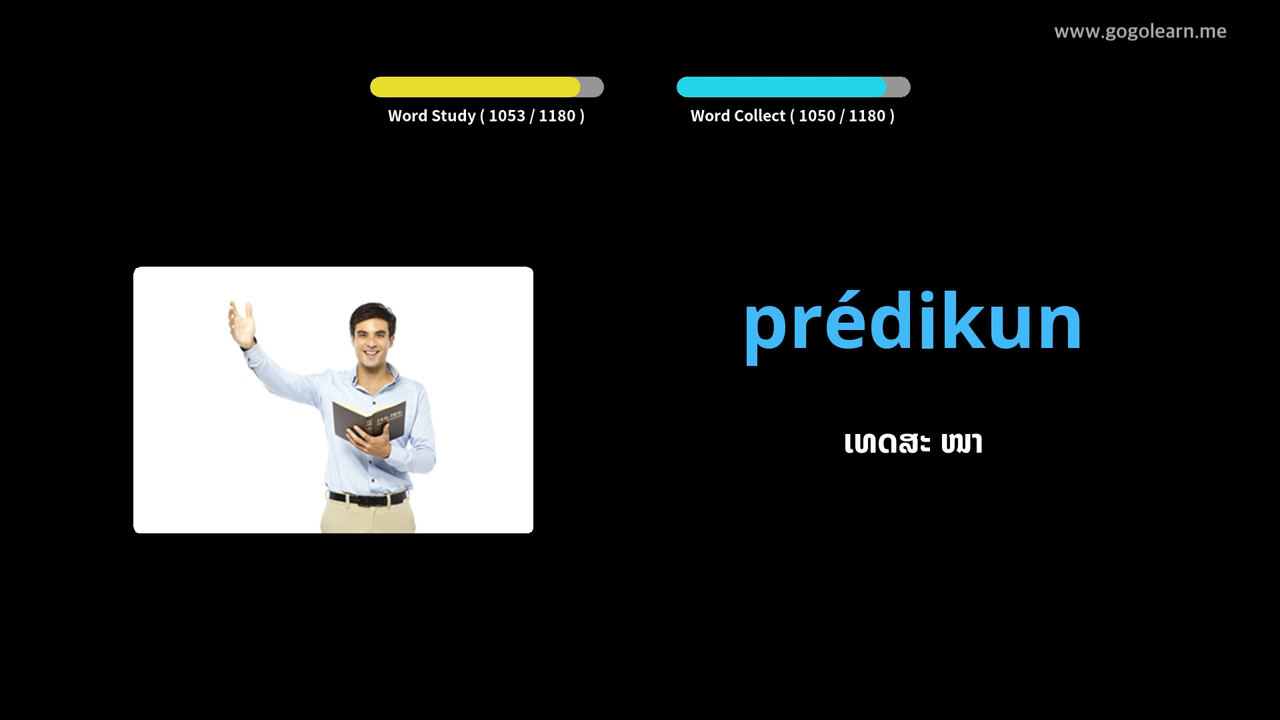 www.gogolearn.me
Word Study ( 1053 / 1180 )
Word Collect ( 1050 / 1180 )
prédikun
ເທດສະ ໜາ